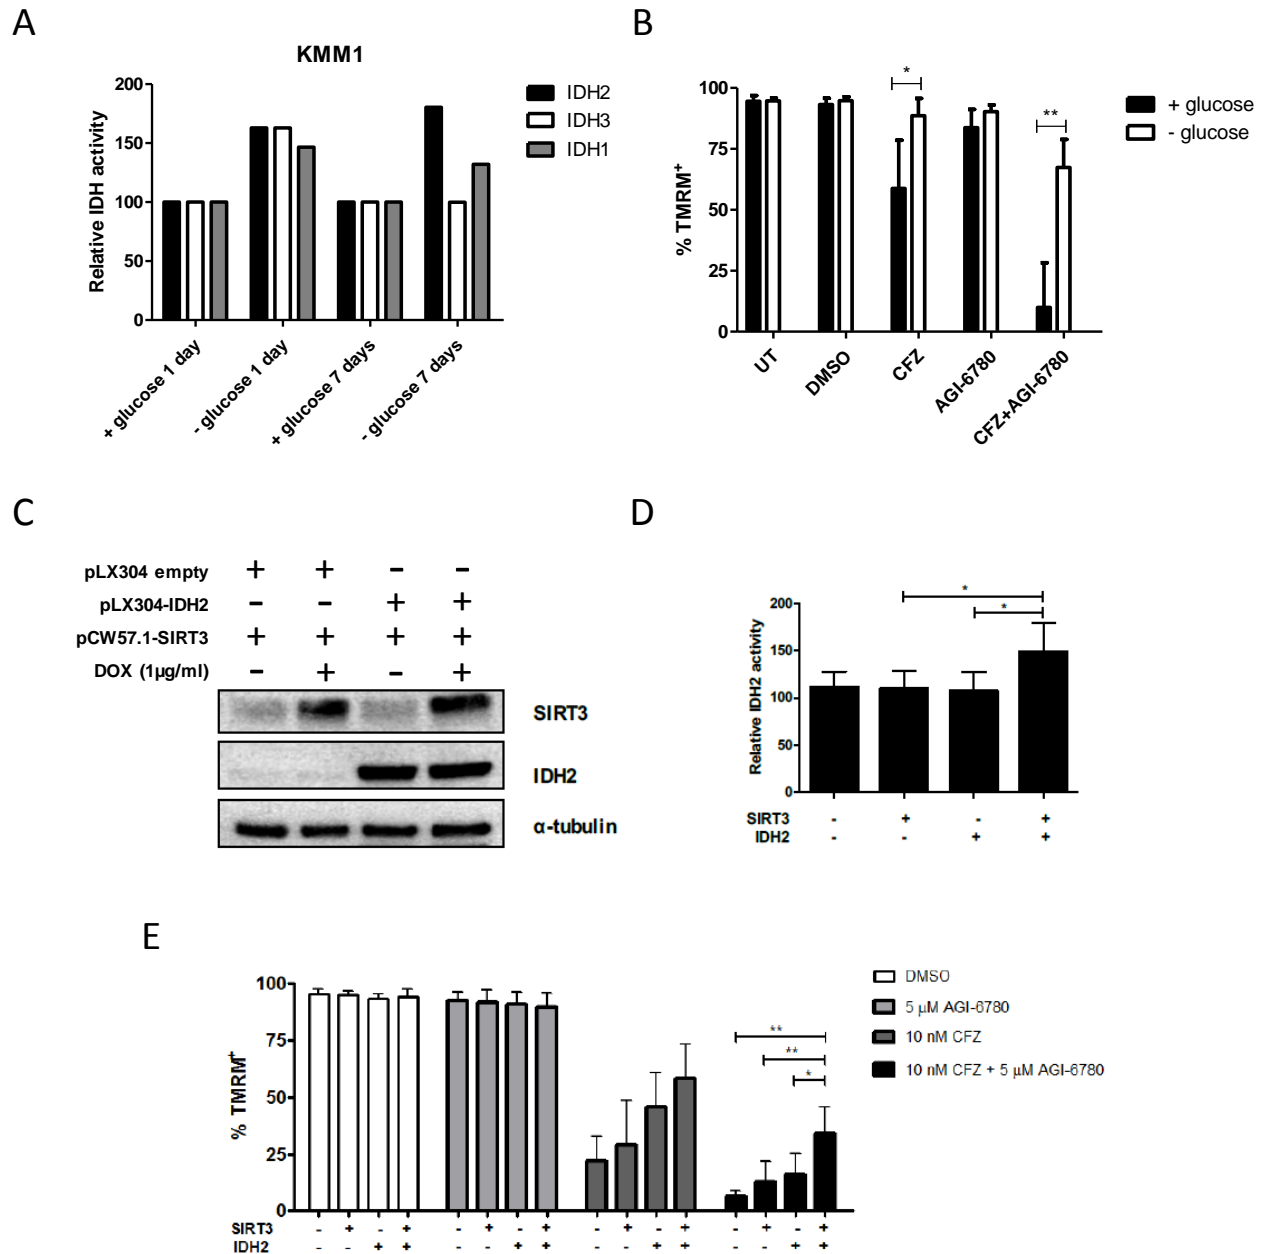 A
KMM1
Relative IDH activity
200
150
100
50
0
+ glucose 1 day
- glucose 1 day
+ glucose 7 days
- glucose 7 days
IDH2
IDH3
IDH1
B
% TMRM+
100
75
50
25
0
*
**
UT
DMSO
CFZ
AGI-6780
CFZ+AGI-6780
+ glucose
- glucose
C
pLX304 empty + + - -
pLX304-IDH2 - - + +
pCW57.1-SIRT3 + + + +
DOX (1µg/ml) - + - +
SIRT3
IDH2
α-tubulin
D
Relative IDH2 activity
200
150
100
50
0
*
*
SIRT3 - + - +
IDH2 - - + +
E
% TMRM+
100
75
50
25
0
**
**
*
SIRT3 - + - + - + - + - + - + - + - +
IDH2 - - + + - - + + - - + + - - + +
DMSO
5 µM AGI-6780
10 nM CFZ
10 nM CFZ + 5 µM AGI-6780